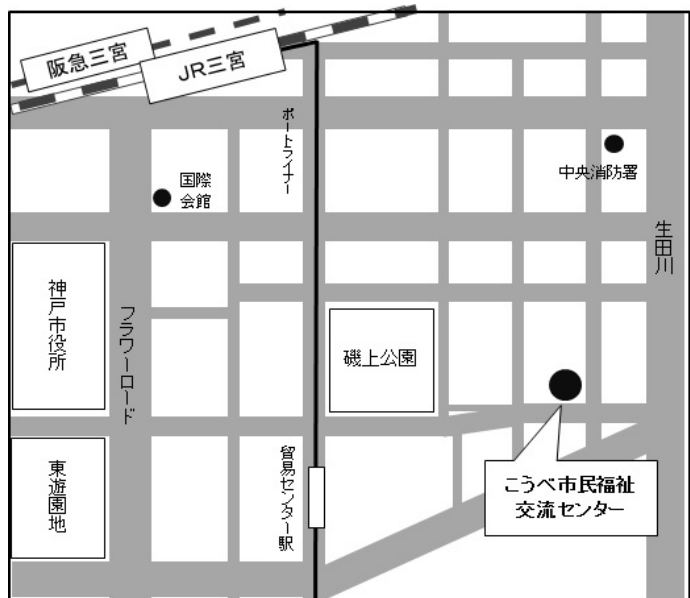 阪急三宮
JR三宮
ポートライナー
中央消防署
国際
会館
生田川
神戸市役所
フラワーロード
磯上公園
貿易センター駅
東遊園地
こうべ市民福祉
交流センター